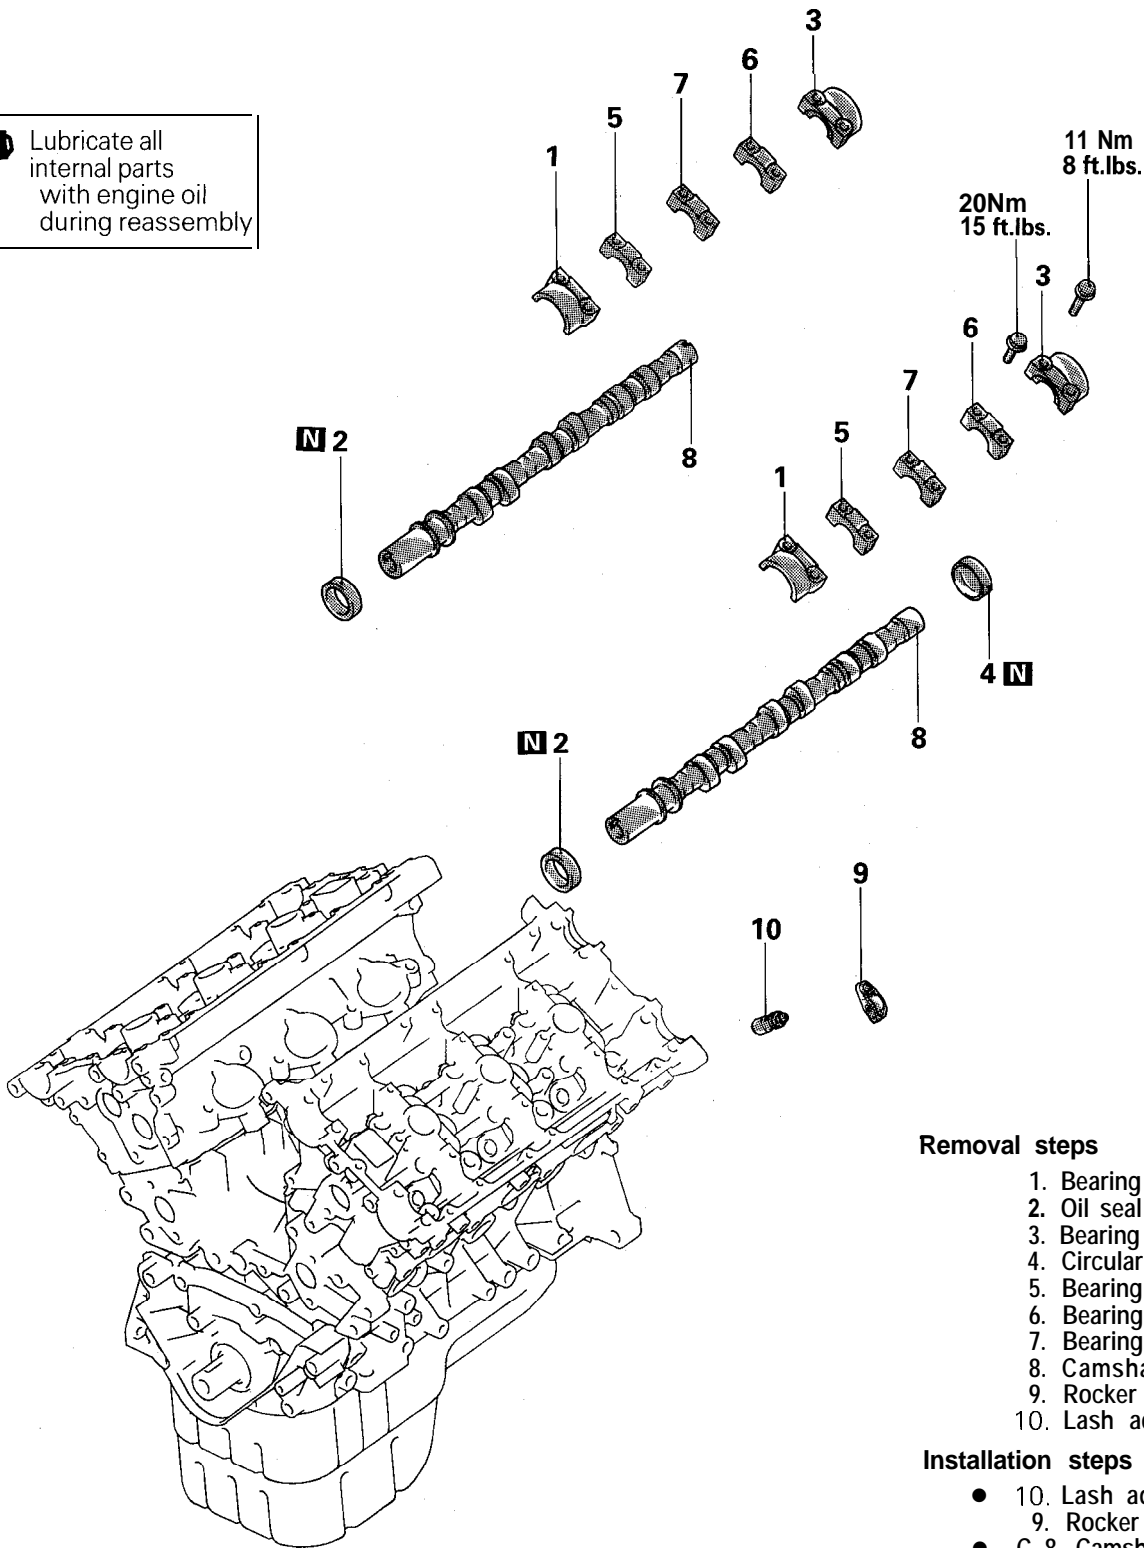 Lubricate all
internal parts
with engine oil
during reassembly
3
6
7
5
1
11 Nm
8 ft.lbs.
20Nm
15 ft.lbs.
3
6
7
5
1
N 2
8
4 N
8
N 2
9
10
Removal steps
1. Bearing
2. Oil seal
3. Bearing
4. Circular
5. Bearing
6. Bearing
7. Bearing
8.
9. Rocker
10. Lash
Installation steps
● 10. Lash
9. Rocker
● C 8.